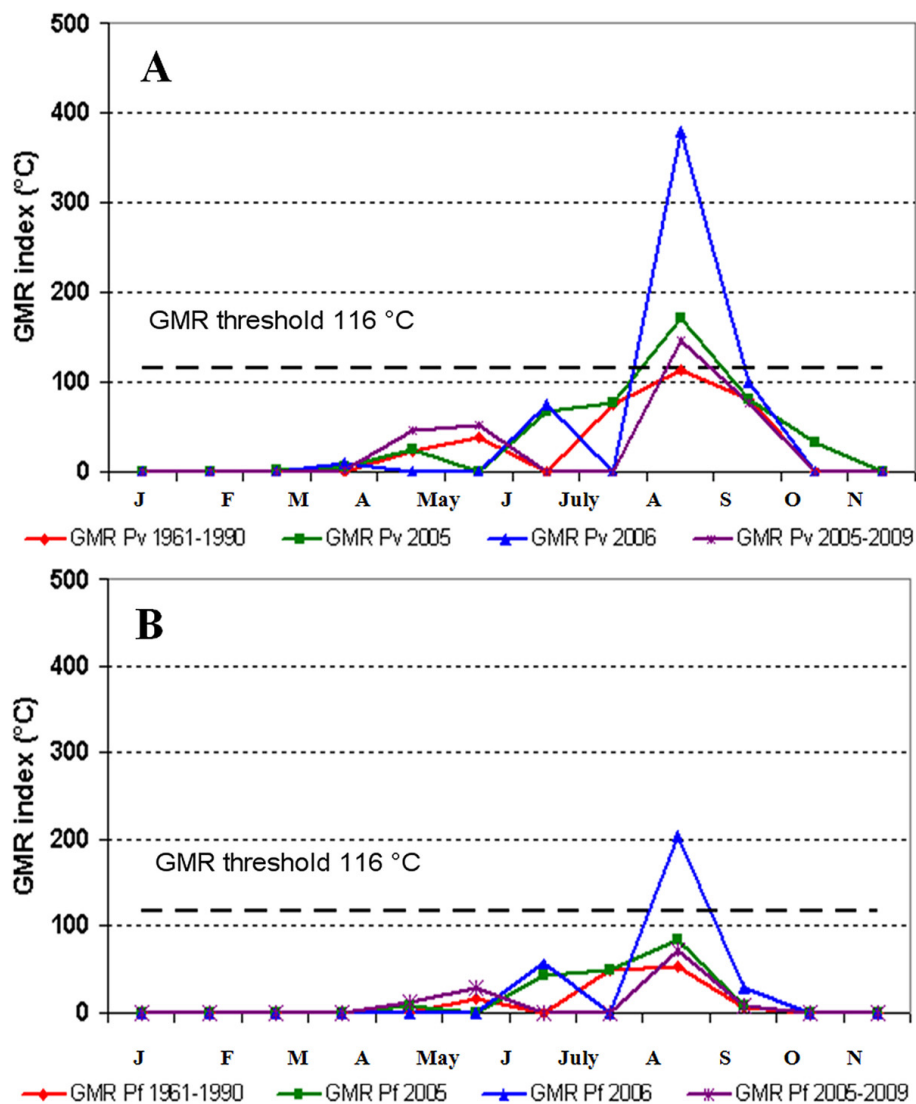 A
GMR index (°C)
500
400
300
200
100
0
GMR threshold 116 °C
J F M A May J July A S O N
GMR Pv 1961-1990 GMR Pv 2005 GMR Pv 2006 GMR Pv 2005-2009
B
GMR index (°C)
500
400
300
200
100
0
GMR threshold 116 °C
J F M A May J July A S O N
GMR Pf 1961-1990 GMR Pf 2005 GMR Pf 2006 GMR Pf 2005-2009